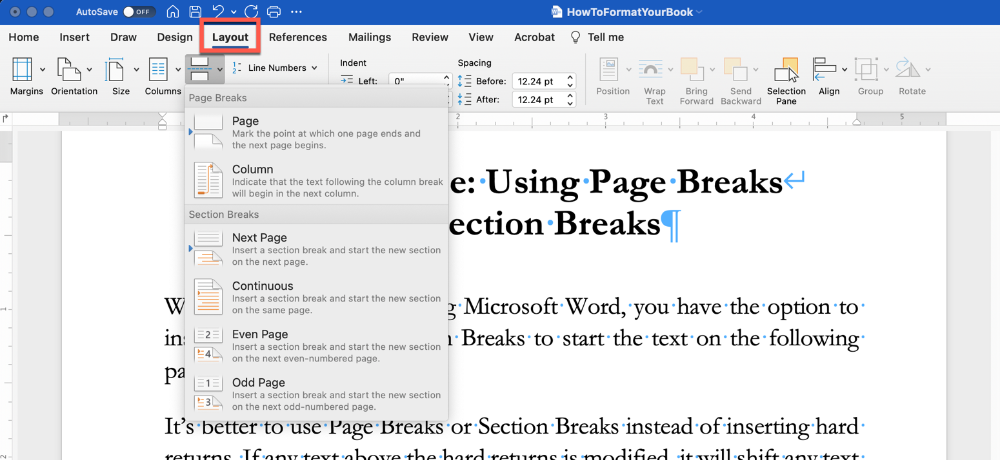 AutoSave OFF HowToFormatYourBook
Home Insert Draw Design Layout References Mailings Review View Acrobat Tell me
Margins Orientation Size Columns
1
2
Line Numbers
Indent
Left: 0"
Spacing
Before: 12.24 pt
After: 12.24 pt
Position
Wrap
Text
Bring
Forward
Send
Backward
Selection
Pane
Align
Group
Rotate
2 3 4 5
Page Breaks
Page
Mark the point at which one page ends and
the next page begins.
Column
Indicate that the text following the column break
will begin in the next column.
Section Breaks
Next Page
Insert a section break and start the new section
on the next page.
Continuous
Insert a section break and start the new section
on the same page.
2
4
Even Page
Insert a section break and start the new section
on the next even-numbered page.
1
3
Odd Page
Insert a section break and start the new section
on the next odd-numbered page.
e: Using Page Breaks
ection Breaks¶
Microsoft Word, you have the option to
Breaks to start the text on the following
It's better to use Page Breaks or Section Breaks instead of inserting hard
returns. If any text above the hard returns is modified, it will shift any text
1
2